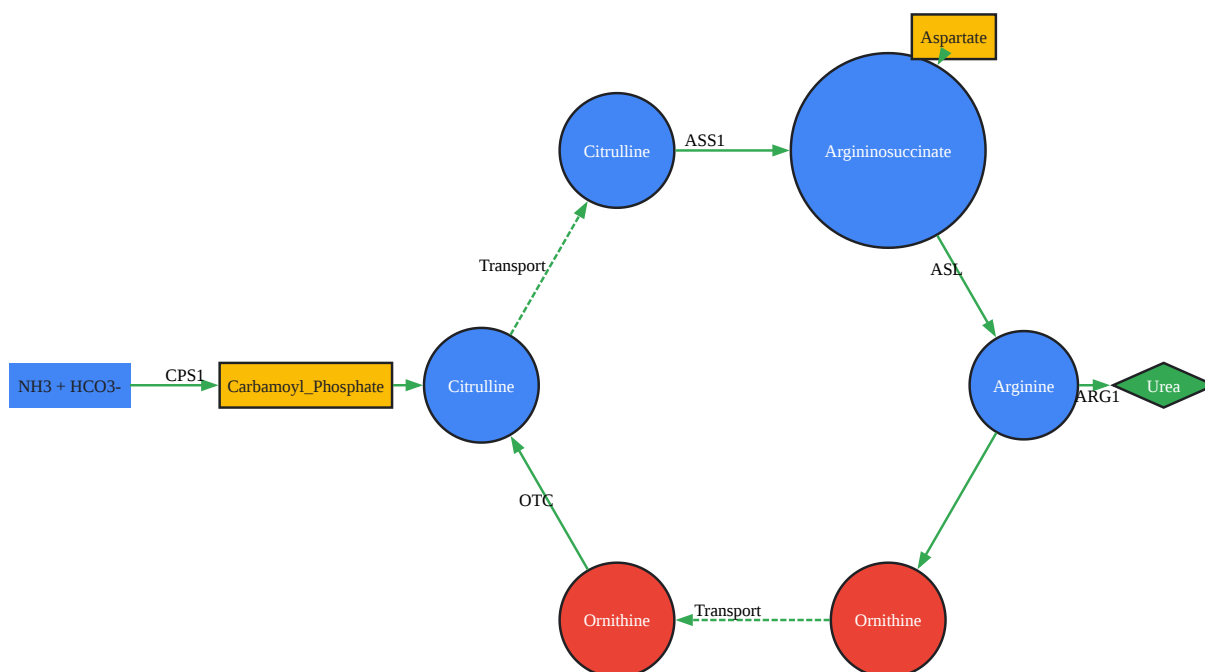 Aspartate
Citrulline
ASS1
Argininosuccinate
Transport
ASL
NH3 + HCO3-
CPS1
Carbamoyl_Phosphate
Citrulline
Arginine
ARG1
Urea
OTC
Ornithine
Transport
Ornithine